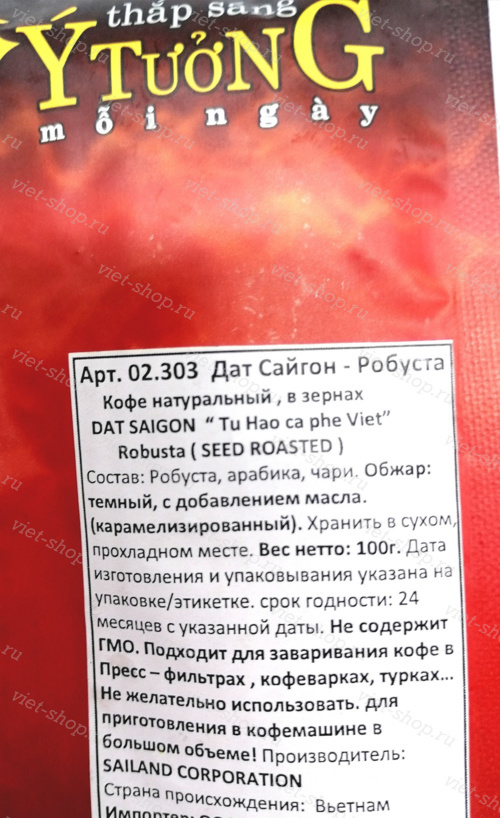 thắp sáng
Ý TƯỞNG
mỗi ngày
Арт. 02.303 Дат Сайгон - Робуста
Кофе натуральный , в зернах
DAT SAIGON “ Tu Hao ca phe Viet”
Robusta ( SEED ROASTED )
Состав: Робуста, арабика, чари. Обжар:
темный, с добавлением масла.
(карамелизированный). Хранить в сухом,
прохладном месте. Вес нетто: 100г. Дата
изготовления и упаковывания указана на
упаковке/этикетке. срок годности: 24
месяцев с указанной даты. Не содержит
ГМО. Подходит для заваривания кофе в
Пресс – фильтрах , кофеварках, турках...
Не желательно использовать. для
приготовления в кофемашине в
большом объеме! Производитель:
SAILAND CORPORATION
Страна происхождения: Вьетнам
Импортер:
viet-shop.ru